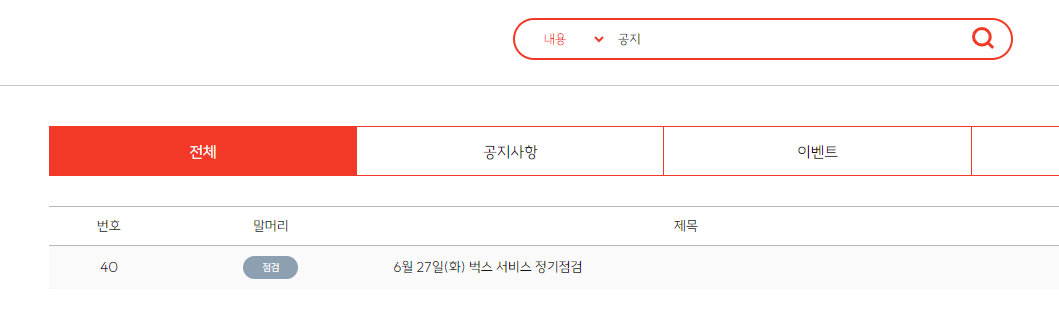 내용 공지
전체 공지사항 이벤트
번호 말머리 제목
40 점검 6월 27일(화) 벅스 서비스 정기점검